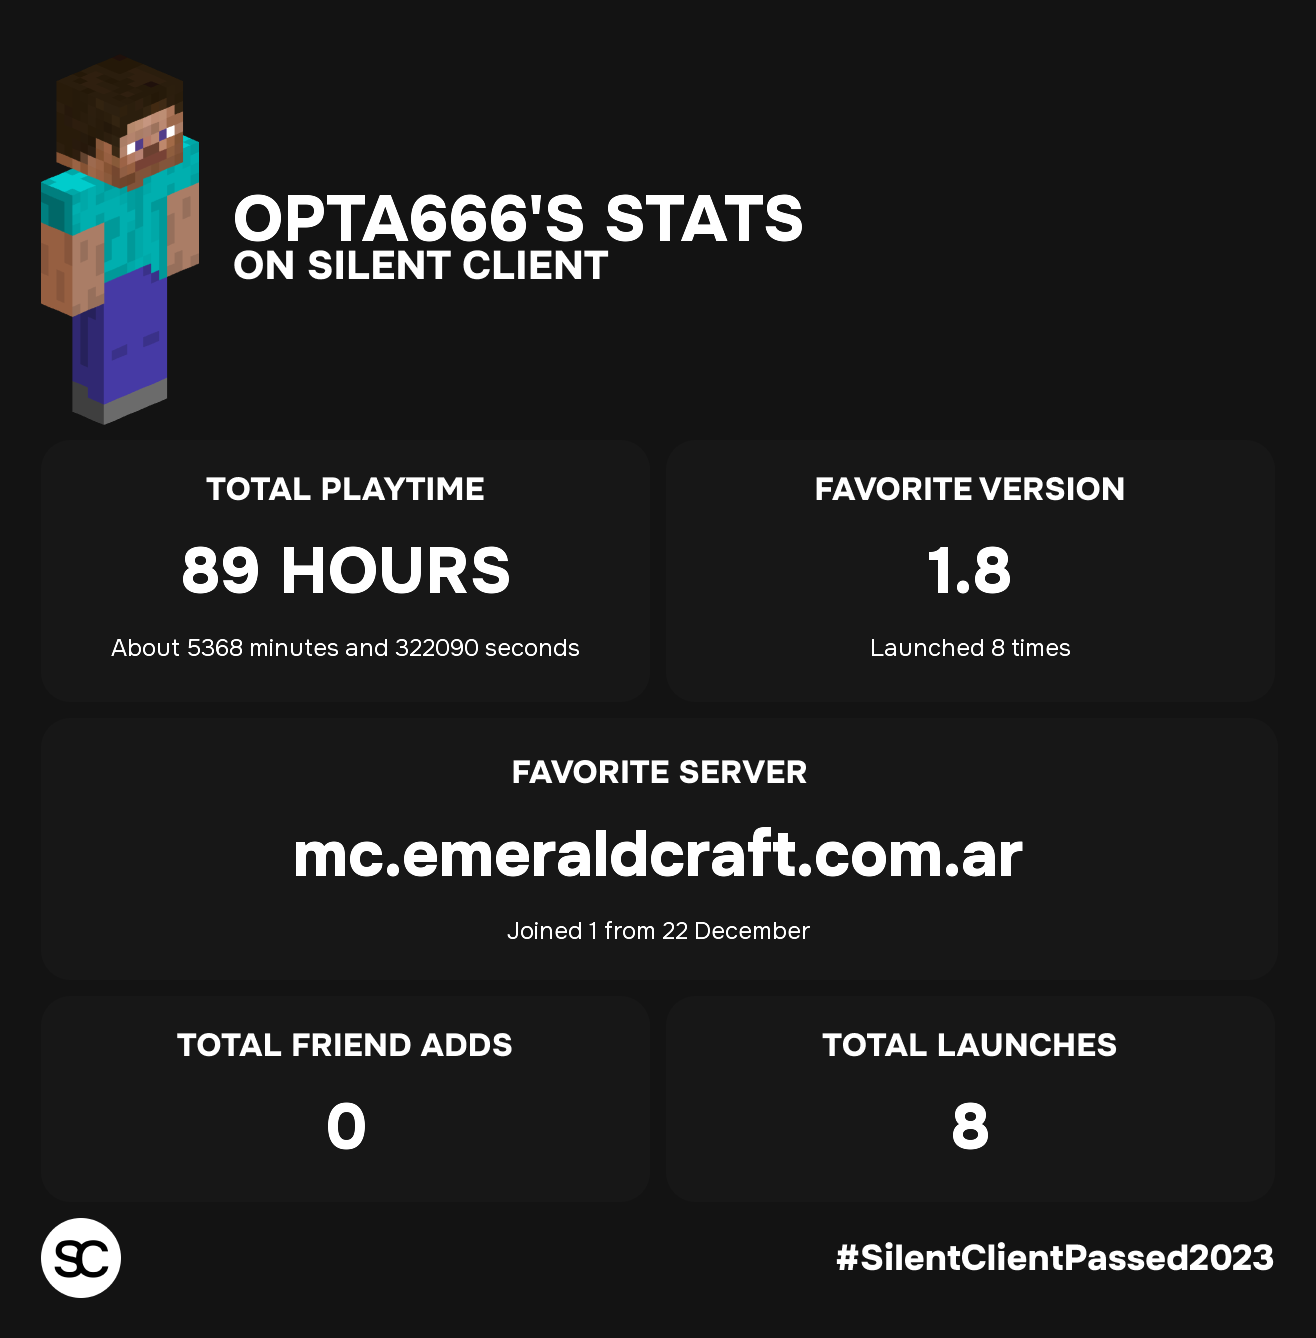 OPTA666'S STATS
ON SILENT CLIENT
TOTAL PLAYTIME
89 HOURS
About 5368 minutes and 322090 seconds
FAVORITE VERSION
1.8
Launched 8 times
FAVORITE SERVER
mc.emeraldcraft.com.ar
Joined 1 from 22 December
TOTAL FRIEND ADDS
0
TOTAL LAUNCHES
8
SC
#SilentClientPassed2023